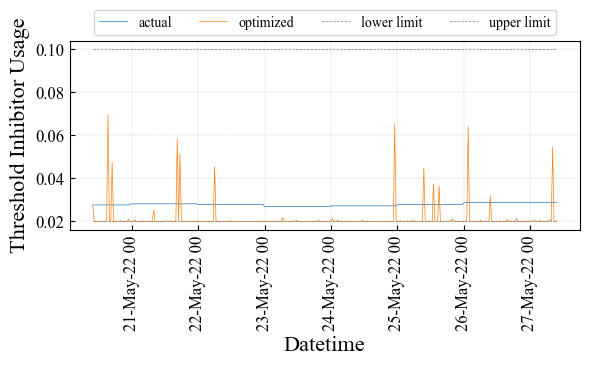 actual optimized lower limit upper limit
Threshold Inhibitor Usage
0.10
0.08
0.06
0.04
0.02
21-May-22 00
22-May-22 00
23-May-22 00
24-May-22 00
25-May-22 00
26-May-22 00
27-May-22 00
Datetime